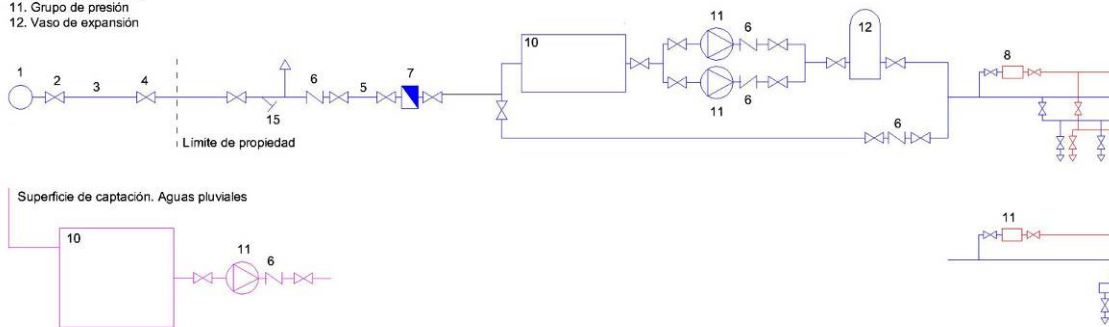 11. Grupo de presión
12. Vaso de expansión
1 2 3 4 15 6 5 7
10 11 6 12
11 6
6
8
Límite de propiedad
Superficie de captación. Aguas pluviales
10 11 6
11